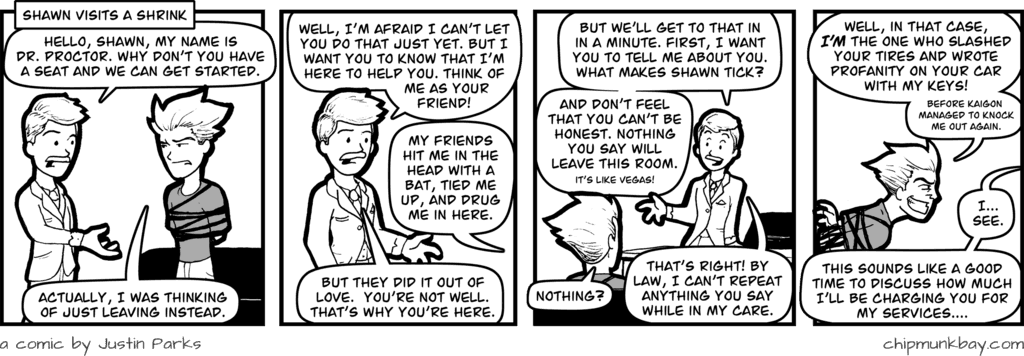 SHAWN VISITS A SHRINK
HELLO, SHAWN, MY NAME IS
DR. PROCTOR. WHY DON'T YOU HAVE
A SEAT AND WE CAN GET STARTED.
ACTUALLY, I WAS THINKING
OF JUST LEAVING INSTEAD.
WELL, I'M AFRAID I CAN'T LET
YOU DO THAT JUST YET. BUT I
WANT YOU TO KNOW THAT I'M
HERE TO HELP YOU. THINK OF
ME AS YOUR
FRIEND!
MY FRIENDS
HIT ME IN THE
HEAD WITH A
BAT, TIED ME
UP, AND DRUG
ME IN HERE.
BUT THEY DID IT OUT OF
LOVE. YOU'RE NOT WELL.
THAT'S WHY YOU'RE HERE.
BUT WE'LL GET TO THAT IN
IN A MINUTE. FIRST, I WANT
YOU TO TELL ME ABOUT YOU.
WHAT MAKES SHAWN TICK?
AND DON'T FEEL
THAT YOU CAN'T BE
HONEST. NOTHING
YOU SAY WILL
LEAVE THIS ROOM.
IT'S LIKE VEGAS!
NOTHING?
THAT'S RIGHT! BY
LAW, I CAN'T REPEAT
ANYTHING YOU SAY
WHILE IN MY CARE.
WELL, IN THAT CASE,
I'M THE ONE WHO SLASHED
YOUR TIRES AND WROTE
PROFANITY ON YOUR CAR
WITH MY KEYS!
BEFORE KAIGON
MANAGED TO KNOCK
ME OUT AGAIN.
I...
SEE.
THIS SOUNDS LIKE A GOOD
TIME TO DISCUSS HOW MUCH
I'LL BE CHARGING YOU FOR
MY SERVICES....
a comic by Justin Parks
chipmunkbay.com